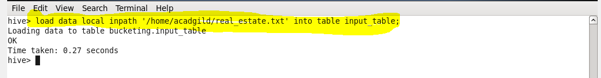 File Edit View Search Terminal Help
hive> load data local inpath '/home/acadgild/real_estate.txt' into table input_table;
Loading data to table bucketing.input_table
OK
Time taken: 0.27 seconds
hive>